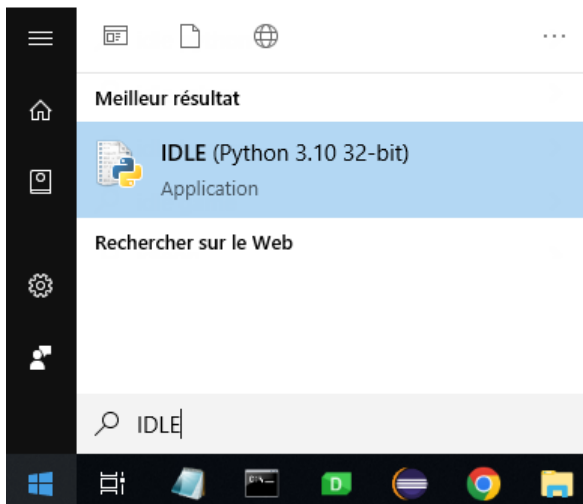 Meilleur résultat
IDLE (Python 3.10 32-bit)
Application
Rechercher sur le Web
IDLE
D